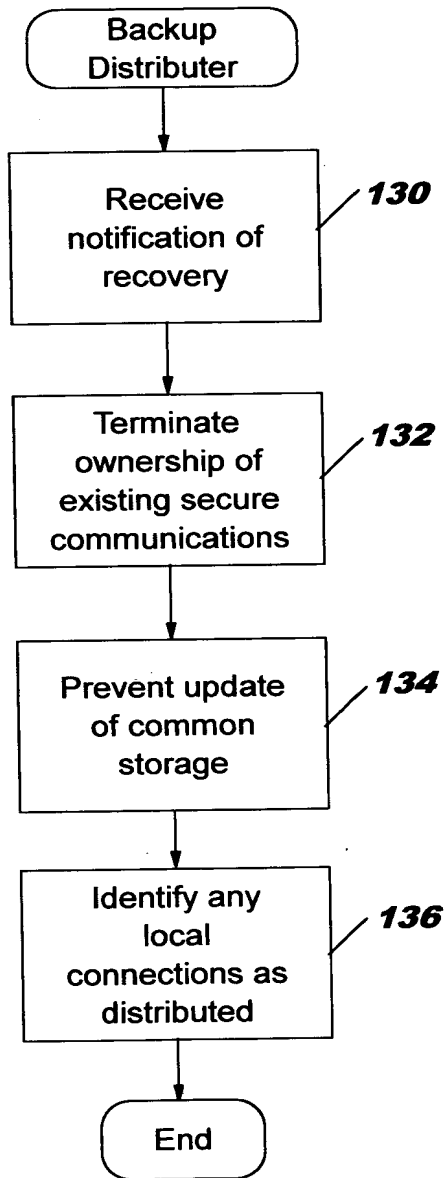 Backup
Distributer
Receive
notification of
recovery
130
Terminate
ownership of
existing secure
communications
132
Prevent update
of common
storage
134
Identify any
local
connections as
distributed
136
End